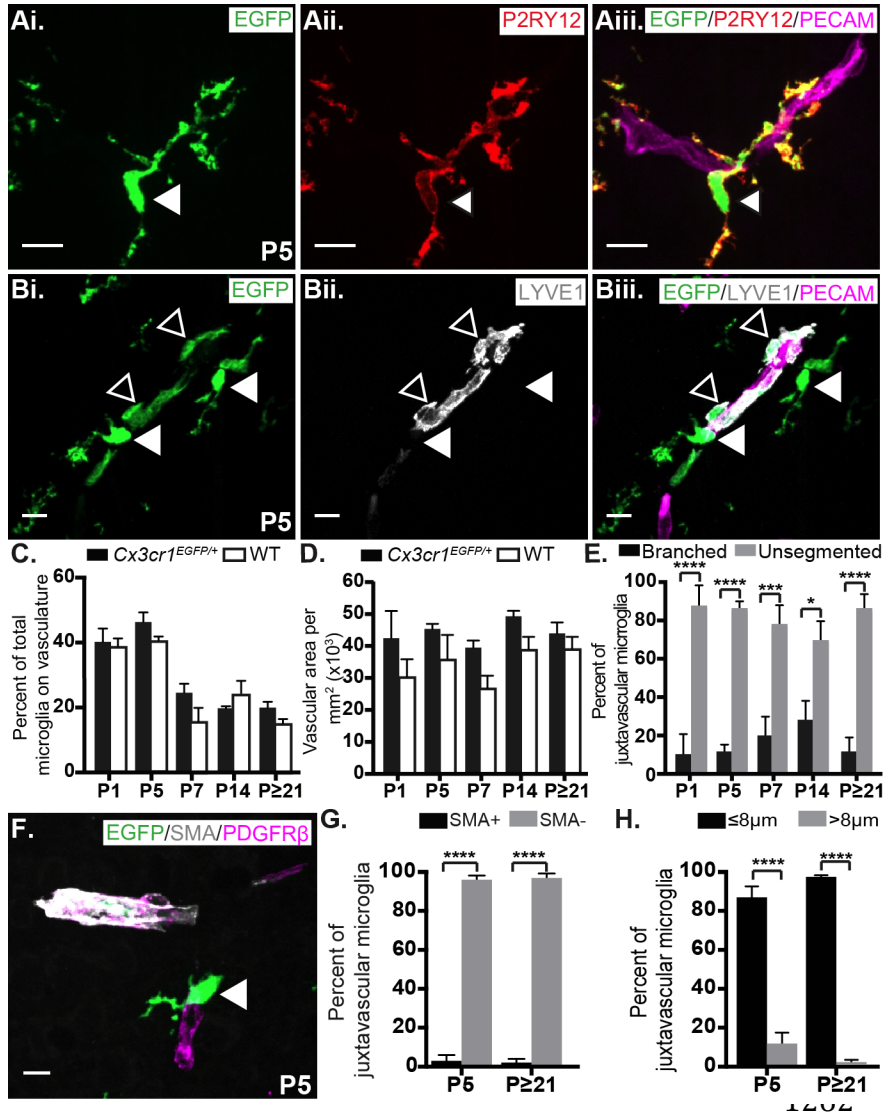 Ai. EGFP
P5
Aii. P2RY12
Aiii. EGFP/P2RY12/PECAM
Bi. EGFP
P5
Bii. LYVE1
Biii. EGFP/LYVE1/PECAM
C. Cx3cr1EGFP/+ WT
Percent of total
microglia on vasculature
60
40
20
0
P1 P5 P7 P14 P≥21
D. Cx3cr1EGFP/+ WT
Vascular area per
mm2 (x103)
60
50
40
30
20
10
0
P1 P5 P7 P14 P≥21
E. Branched Unsegmented
Percent of
juxtavascular microglia
100
80
60
40
20
0
**** **** *** * ****
P1 P5 P7 P14 P≥21
F. EGFP/SMA/PDGFRβ
P5
G. SMA+ SMA-
Percent of
juxtavascular microglia
100
80
60
40
20
0
**** ****
P5 P≥21
H. ≤8µm >8µm
Percent of
juxtavascular microglia
100
80
60
40
20
0
**** ****
P5 P≥21